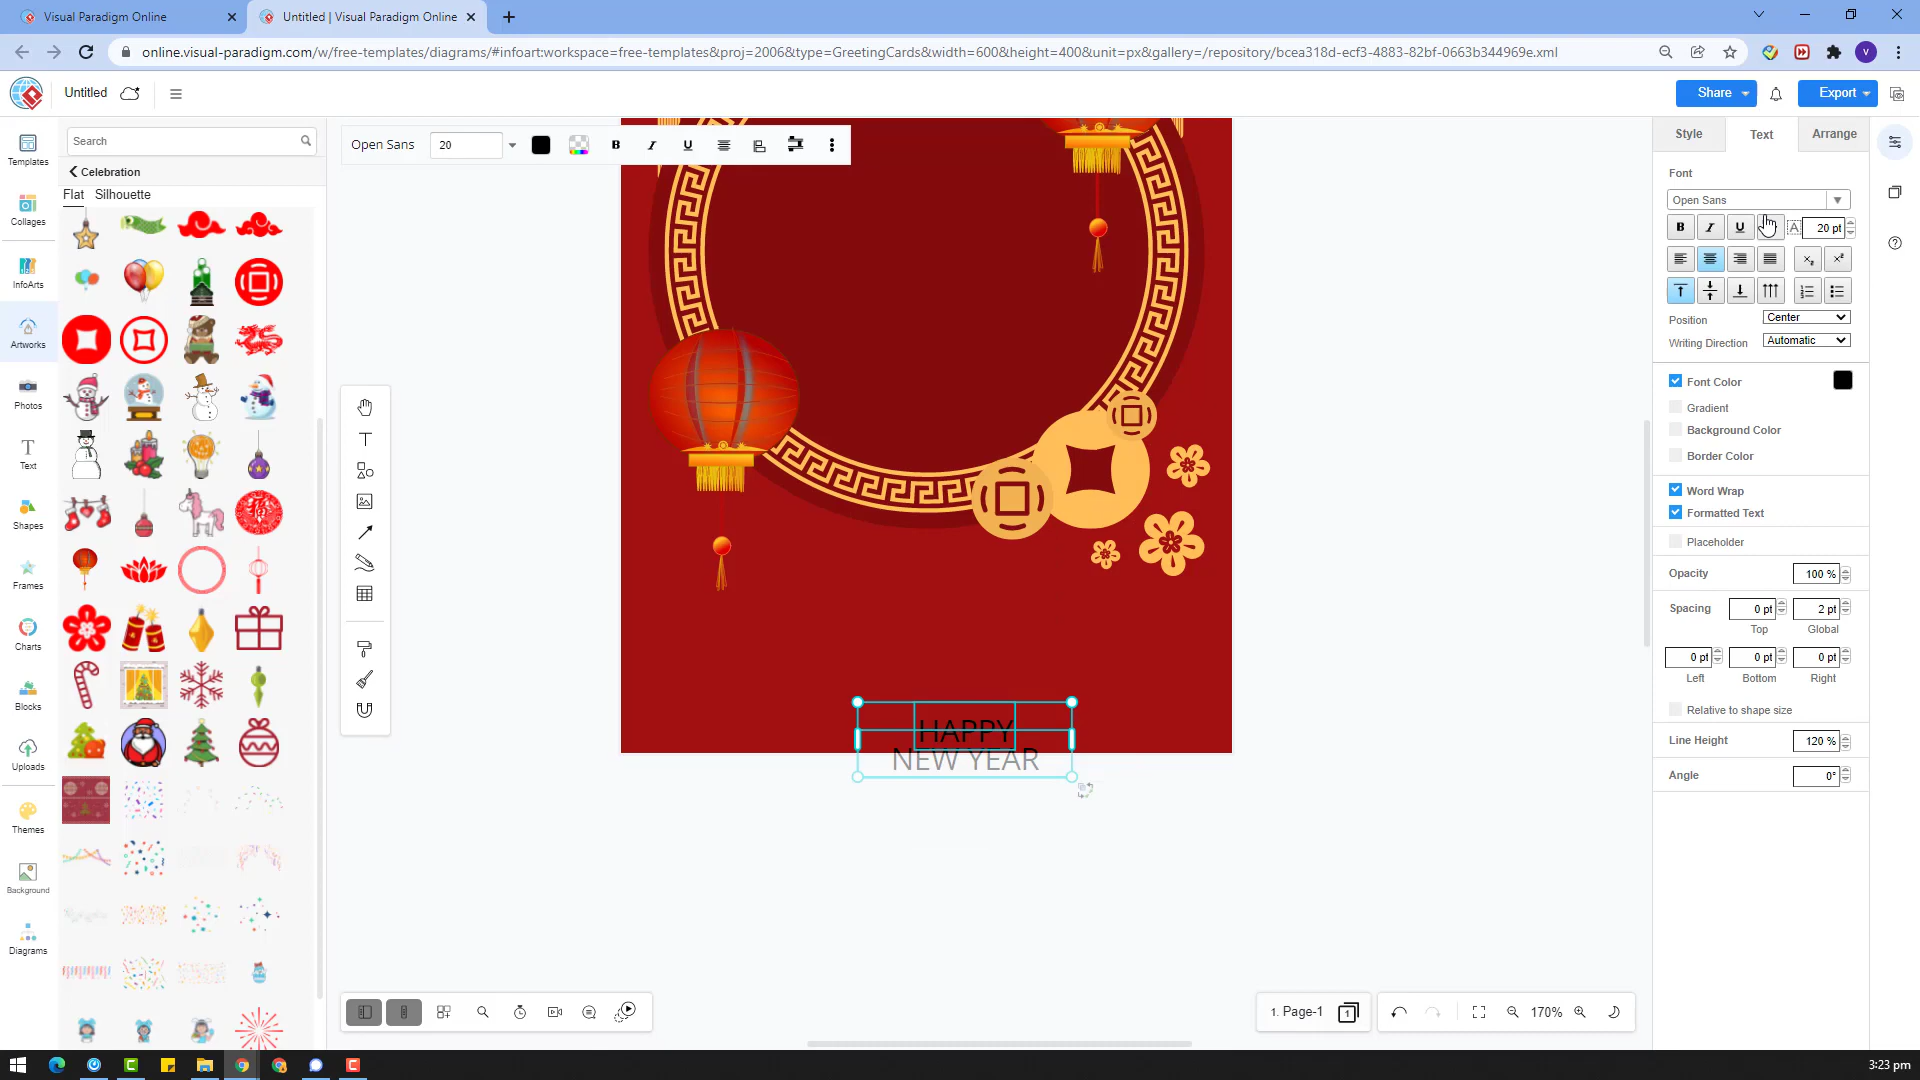 Visual Paradigm Online
Untitled | Visual Paradigm Online
online.visual-paradigm.com/w/free-templates/diagrams/#infoart:workspace=free-templates&proj=2006&type=GreetingCards&width=600&height=400&unit=px&gallery=/repository/bcea318d-ecf3-4883-82bf-0663b344969e.xml
V
Untitled
Share
Export
Templates
Collages
InfoArts
Artworks
Photos
Text
Shapes
Frames
Charts
Blocks
Uploads
Themes
Background
Diagrams
Search
Celebration
Flat Silhouette
福
Open Sans 20
B I U
HAPPY
NEW YEAR
1. Page-1 1
170%
Style Text Arrange
Font
Open Sans
B I U A 20 pt
Position Center
Writing Direction Automatic
Font Color
Gradient
Background Color
Border Color
Word Wrap
Formatted Text
Placeholder
Opacity 100 %
Spacing 0 pt 2 pt
Top Global
0 pt 0 pt 0 pt
Left Bottom Right
Relative to shape size
Line Height 120 %
Angle 0°
3:23 pm